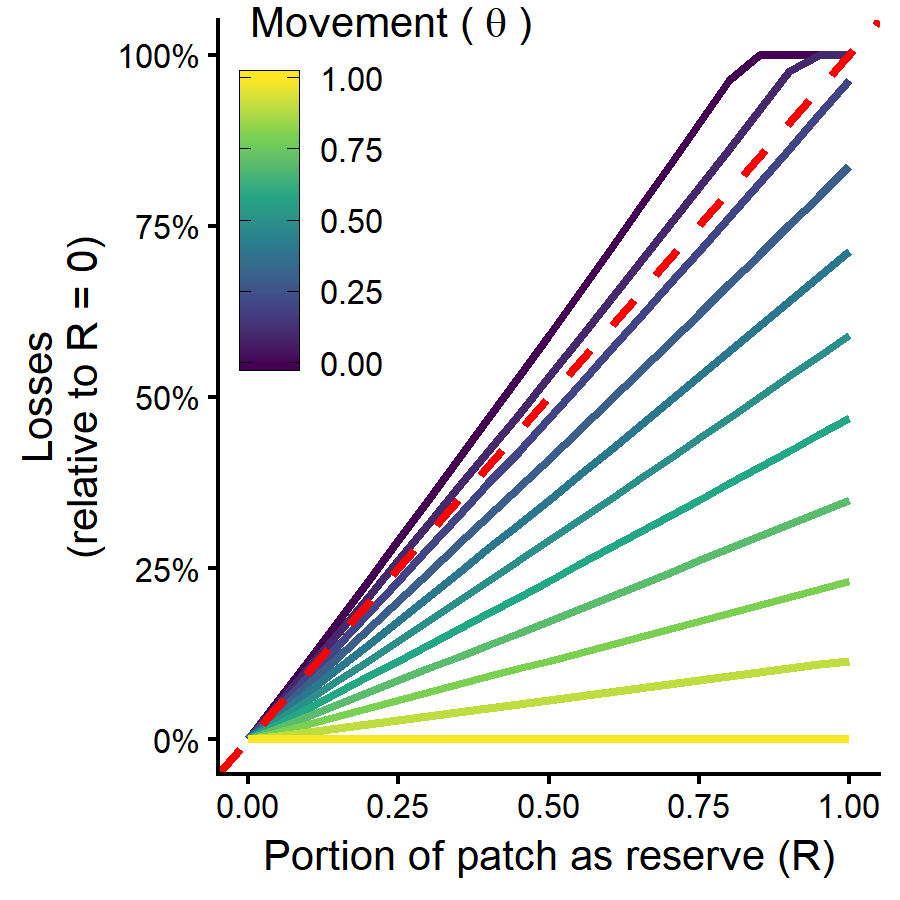 Movement ( θ )
1.00
0.75
0.50
0.25
0.00
100%
75%
50%
25%
0%
Losses
(relative to R = 0)
0.00 0.25 0.50 0.75 1.00
Portion of patch as reserve (R)